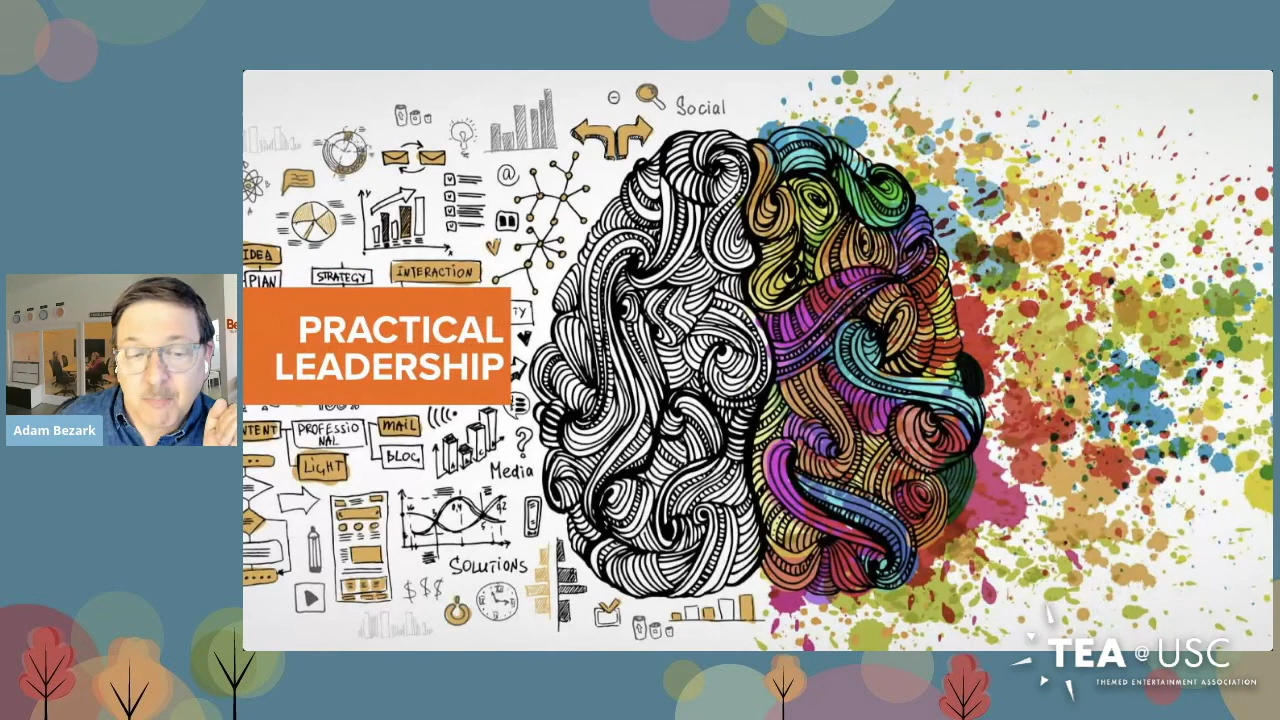 Social
@
IDEA
PLAN
STRATEGY
INTERACTION
PRACTICAL
LEADERSHIP
Be
Adam Bezark
PROFESSIO
NAL
MAIL
BLOG
LIGHT
?
Media
SOLUTIONS
$ $ $
TEA @ USC
THEMED ENTERTAINMENT ASSOCIATION